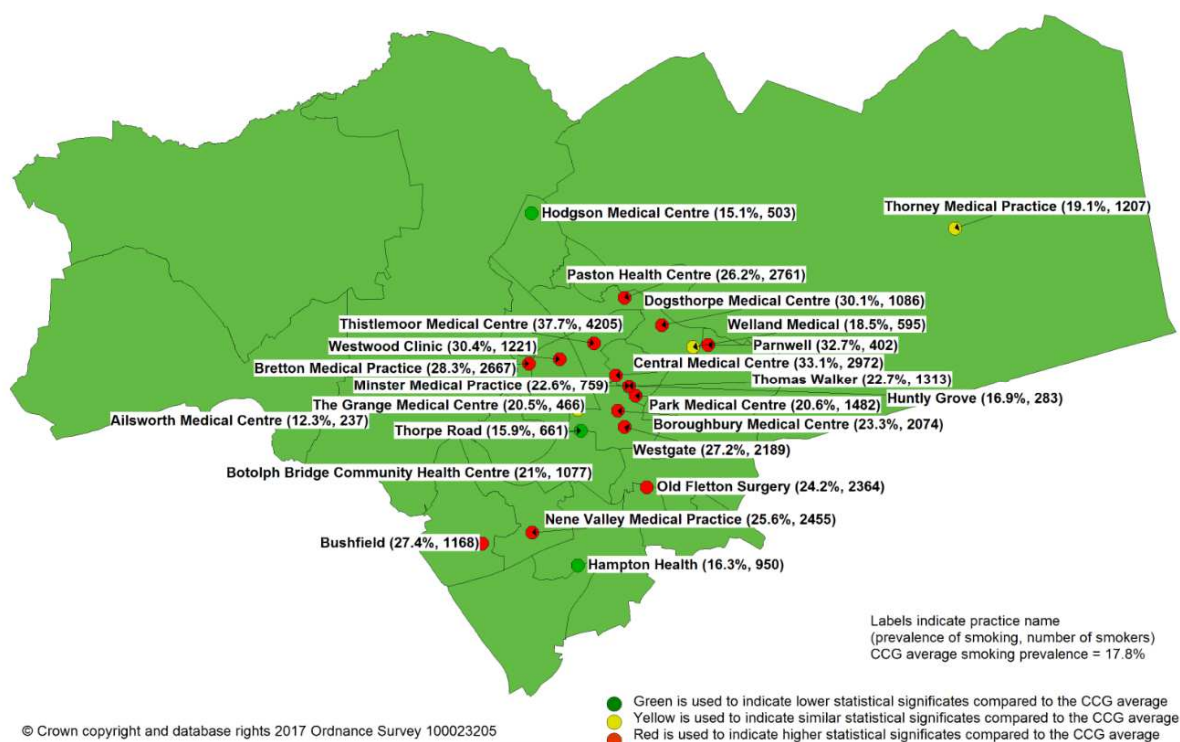 Hodgson Medical Centre (15.1%, 503)
Thorney Medical Practice (19.1%, 1207)
Paston Health Centre (26.2%, 2761)
Dogsthorpe Medical Centre (30.1%, 1086)
Thistlemoor Medical Centre (37.7%, 4205)
Welland Medical (18.5%, 595)
Westwood Clinic (30.4%, 1221)
Parnwell (32.7%, 402)
Bretton Medical Practice (28.3%, 2667)
Central Medical Centre (33.1%, 2972)
Minster Medical Practice (22.6%, 759)
Thomas Walker (22.7%, 1313)
Huntly Grove (16.9%, 283)
The Grange Medical Centre (20.5%, 466)
Park Medical Centre (20.6%, 1482)
Ailsworth Medical Centre (12.3%, 237)
Thorpe Road (15.9%, 661)
Boroughbury Medical Centre (23.3%, 2074)
Westgate (27.2%, 2189)
Botolph Bridge Community Health Centre (21%, 1077)
Old Fletton Surgery (24.2%, 2364)
Nene Valley Medical Practice (25.6%, 2455)
Bushfield (27.4%, 1168)
Hampton Health (16.3%, 950)
Labels indicate practice name
(prevalence of smoking, number of smokers)
CCG average smoking prevalence = 17.8%
Green is used to indicate lower statistical significates compared to the CCG average
Yellow is used to indicate similar statistical significates compared to the CCG average
Red is used to indicate higher statistical significates compared to the CCG average
© Crown copyright and database rights 2017 Ordnance Survey 100023205